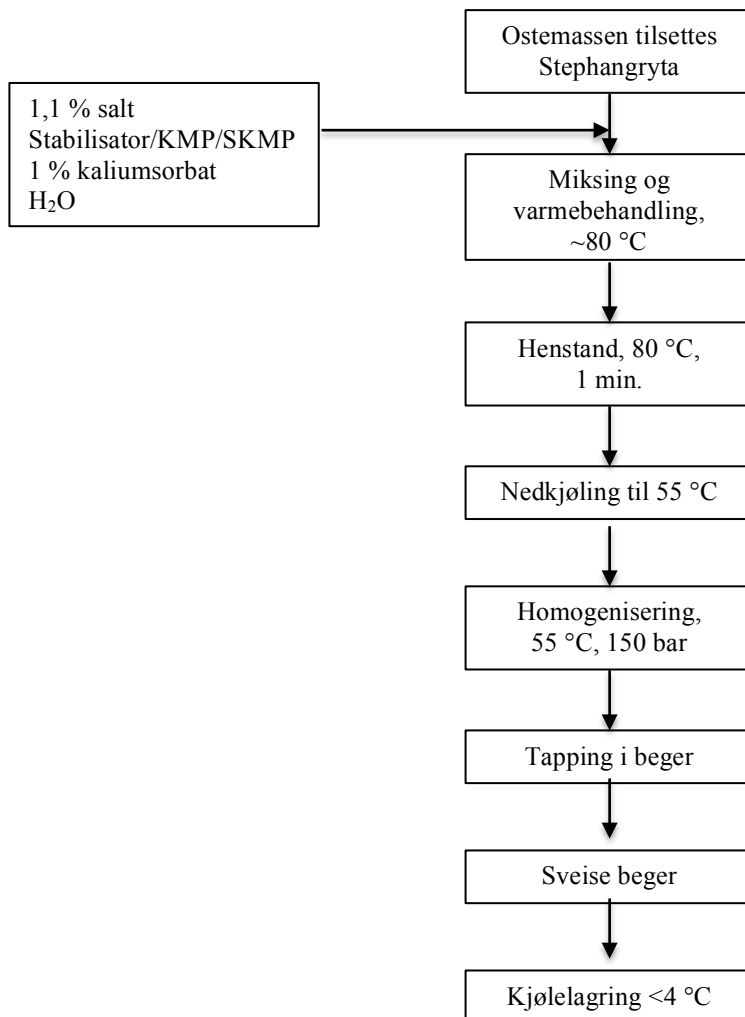 Ostemassen tilsettes
Stephangryta
1,1 % salt
Stabilisator/KMP/SKMP
1 % kaliumsorbat
H₂O
Miksing og
varmebehandling,
~80 °C
Henstand, 80 °C,
1 min.
Nedkjøling til 55 °C
Homogenisering,
55 °C, 150 bar
Tapping i beger
Sveise beger
Kjølelagring <4 °C